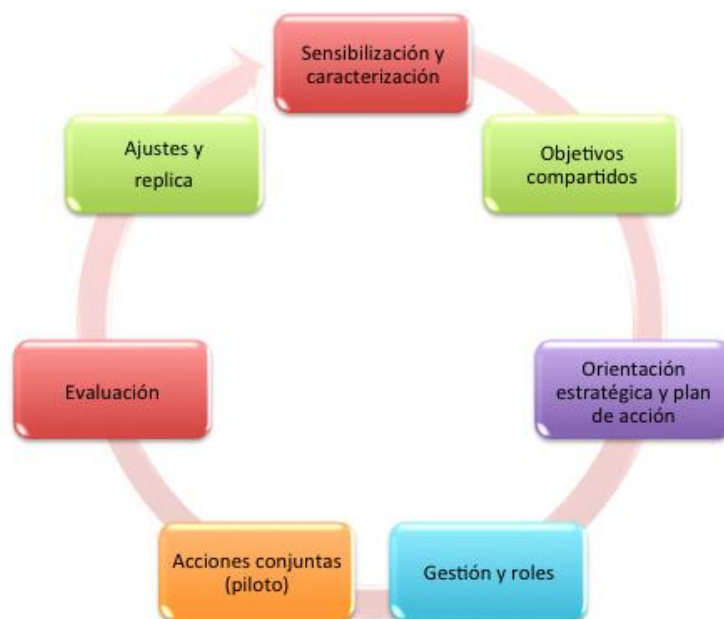 Sensibilización y
caracterización
Objetivos
compartidos
Orientación
estratégica y plan
de acción
Gestión y roles
Acciones conjuntas
(piloto)
Evaluación
Ajustes y
replica